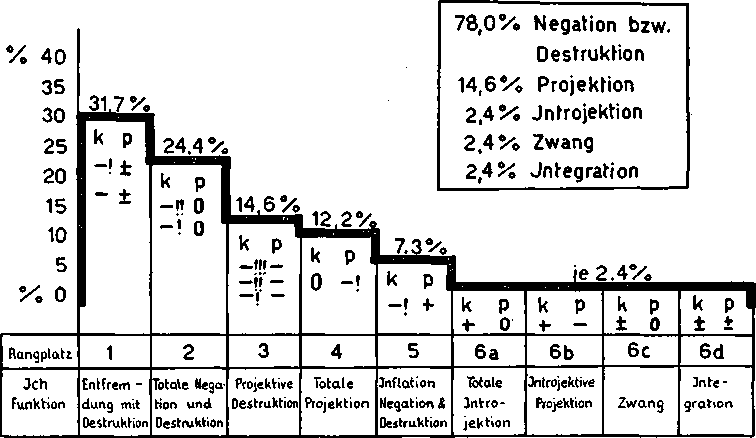 78,0% Negation bzw.
Destruktion
14,6% Projektion
2,4% Jntrojektion
2,4% Zwang
2,4% Jntegration
% 40
35
30
25
20
15
10
5
% 0
31.7%
k p
-! ±
- ±
24.4%
k p
-!! 0
-! 0
14,6%
k p
-!!! -
-!! -
-! -
12,2%
k p
0 -!
7.3%
k p
-! +
je 2.4%
k p
+ 0
k p
+ -
k p
± 0
k p
± ±
Rangplatz 1 2 3 4 5 6a 6b 6c 6d
Jch
Funktion
Entfrem-
dung mit
Destruktion
Totale Nega-
tion und
Destruktion
Projektive
Destruktion
Totale
Projektion
Jnflation
Negation &
Destruktion
Totale
Jntro-
jektion
Jntrojektive
Projektion
Zwang
Jnte-
gration